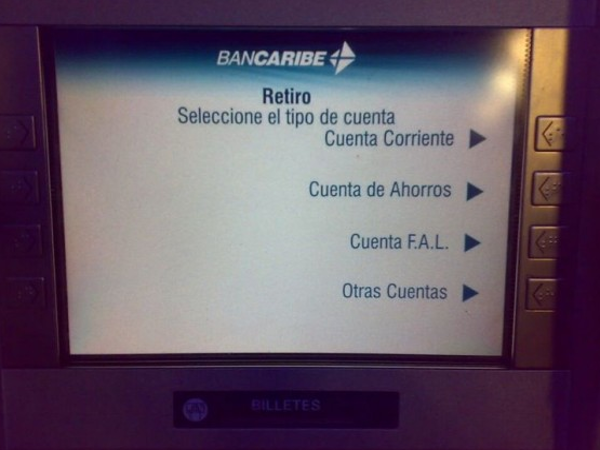 BANCARIBE
Retiro
Seleccione el tipo de cuenta
Cuenta Corriente
Cuenta de Ahorros
Cuenta F.A.L.
Otras Cuentas
BILLETES